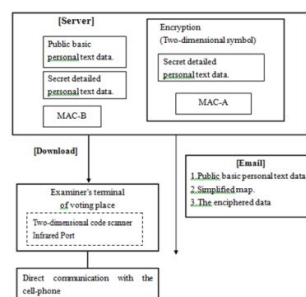 [Server]
Public basic
personal text data.
Secret detailed
personal text data.
MAC-B
Encryption
(Two-dimensional symbol)
Secret detailed
personal text data.
MAC-A
[Download]
[Email]
1.Public basic personal text data
2.Simplified map.
3.The enciphered data
Examiner's terminal
of voting place
Two-dimensional code scanner
Infrared Port
Direct communication with the
cell-phone